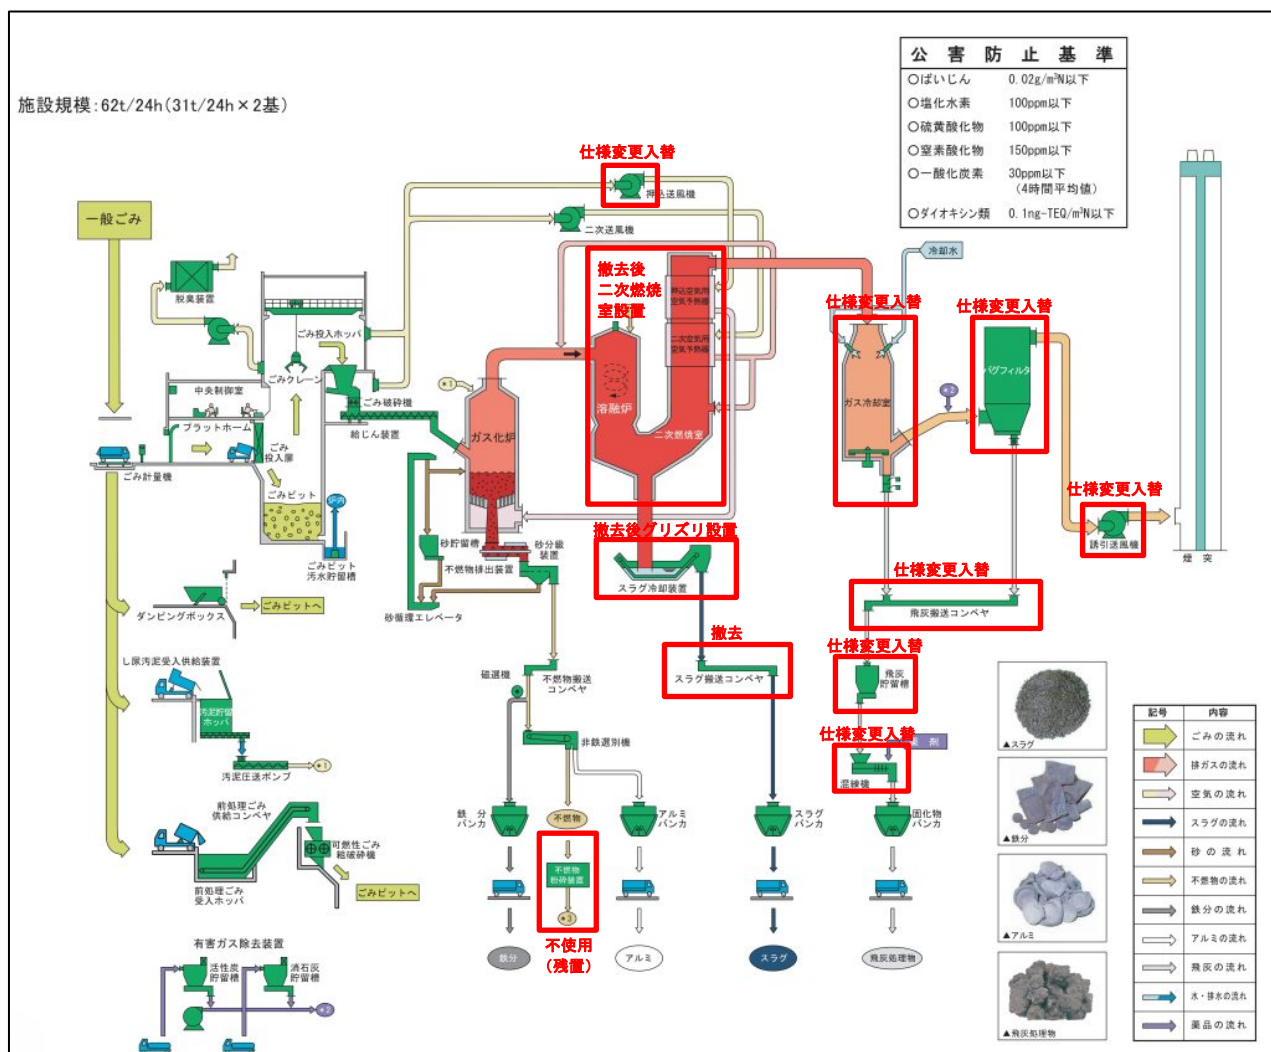 公害防止基準
○ばいじん 0.02g/m³N以下
○塩化水素 100ppm以下
○硫黄酸化物 100ppm以下
○窒素酸化物 150ppm以下
○一酸化炭素 30ppm以下
(4時間平均値)
○ダイオキシン類 0.1ng-TEQ/m³N以下
施設規模:62t/24h(31t/24h×2基)
仕様変更入替
押込送風機
二次送風機
一般ごみ
脱臭装置
ごみ投入ホッパ
ごみクレーン
中央制御室
プラットホーム
ごみ破砕機
給じん装置
ごみ
投入扉
ごみ計量機
ごみピット
炉内
ごみピット
汚水貯留槽
撤去後
二次燃焼
室設置
押込空気用
空気予熱器
二次空気用
空気予熱器
溶融炉
二次燃焼室
*1
ガス化炉
冷却水
仕様変更入替
ガス冷却室
*2
仕様変更入替
バグフィルタ
仕様変更入替
誘引送風機
煙突
砂貯留槽
砂分級
装置
不燃物排出装置
砂循環エレベータ
撤去後グリズリ設置
スラグ冷却装置
仕様変更入替
飛灰搬送コンベヤ
ダンピングボックス
ごみピットへ
し尿汚泥受入供給装置
汚泥貯留
ホッパ
汚泥圧送ポンプ
*1
磁選機
不燃物搬送
コンベヤ
非鉄選別機
撤去
スラグ搬送コンベヤ
仕様変更入替
飛灰
貯留槽
仕様変更入替
薬剤
混練機
前処理ごみ
供給コンベヤ
可燃性ごみ
粗破砕機
前処理ごみ
受入ホッパ
ごみピットへ
鉄分
バンカ
不燃物
アルミ
バンカ
スラグ
バンカ
固化物
バンカ
不燃物
粉砕装置
*3
不使用
(残置)
鉄分
アルミ
スラグ
飛灰処理物
有害ガス除去装置
活性炭
貯留槽
消石灰
貯留槽
*2
▲スラグ
▲鉄分
▲アルミ
▲飛灰処理物
記号 内容
ごみの流れ
排ガスの流れ
空気の流れ
スラグの流れ
砂の流れ
不燃物の流れ
鉄分の流れ
アルミの流れ
飛灰の流れ
水・排水の流れ
薬品の流れ